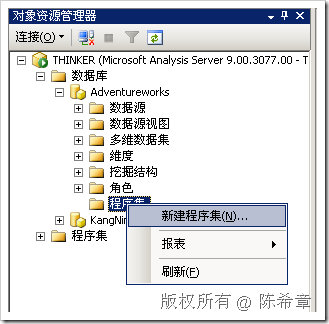 对象资源管理器
连接(O)
THINKER (Microsoft Analysis Server 9.00.3077.00 - T
数据库
Adventureworks
数据源
数据源视图
多维数据集
维度
挖掘结构
角色
程序集
新建程序集(N)...
KangNin
报表
程序集
刷新(F)
版权所有 @ 陈希章